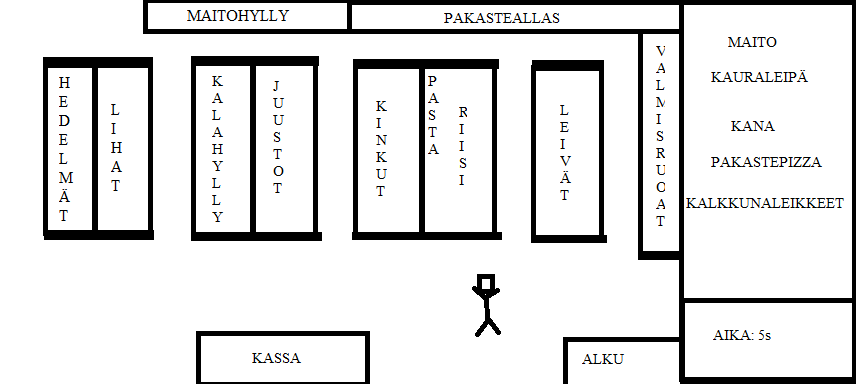 MAITOHYLLY
PAKASTEALLAS
HEDELMÄT
LIHAT
KALAHYLLY
JUUSTOT
KINKUT
PASTA
RIISI
LEIVÄT
VALMISRUOAT
MAITO
KAURALEIPÄ
KANA
PAKASTEPIZZA
KALKKUNALEIKKEET
AIKA: 5s
KASSA
ALKU